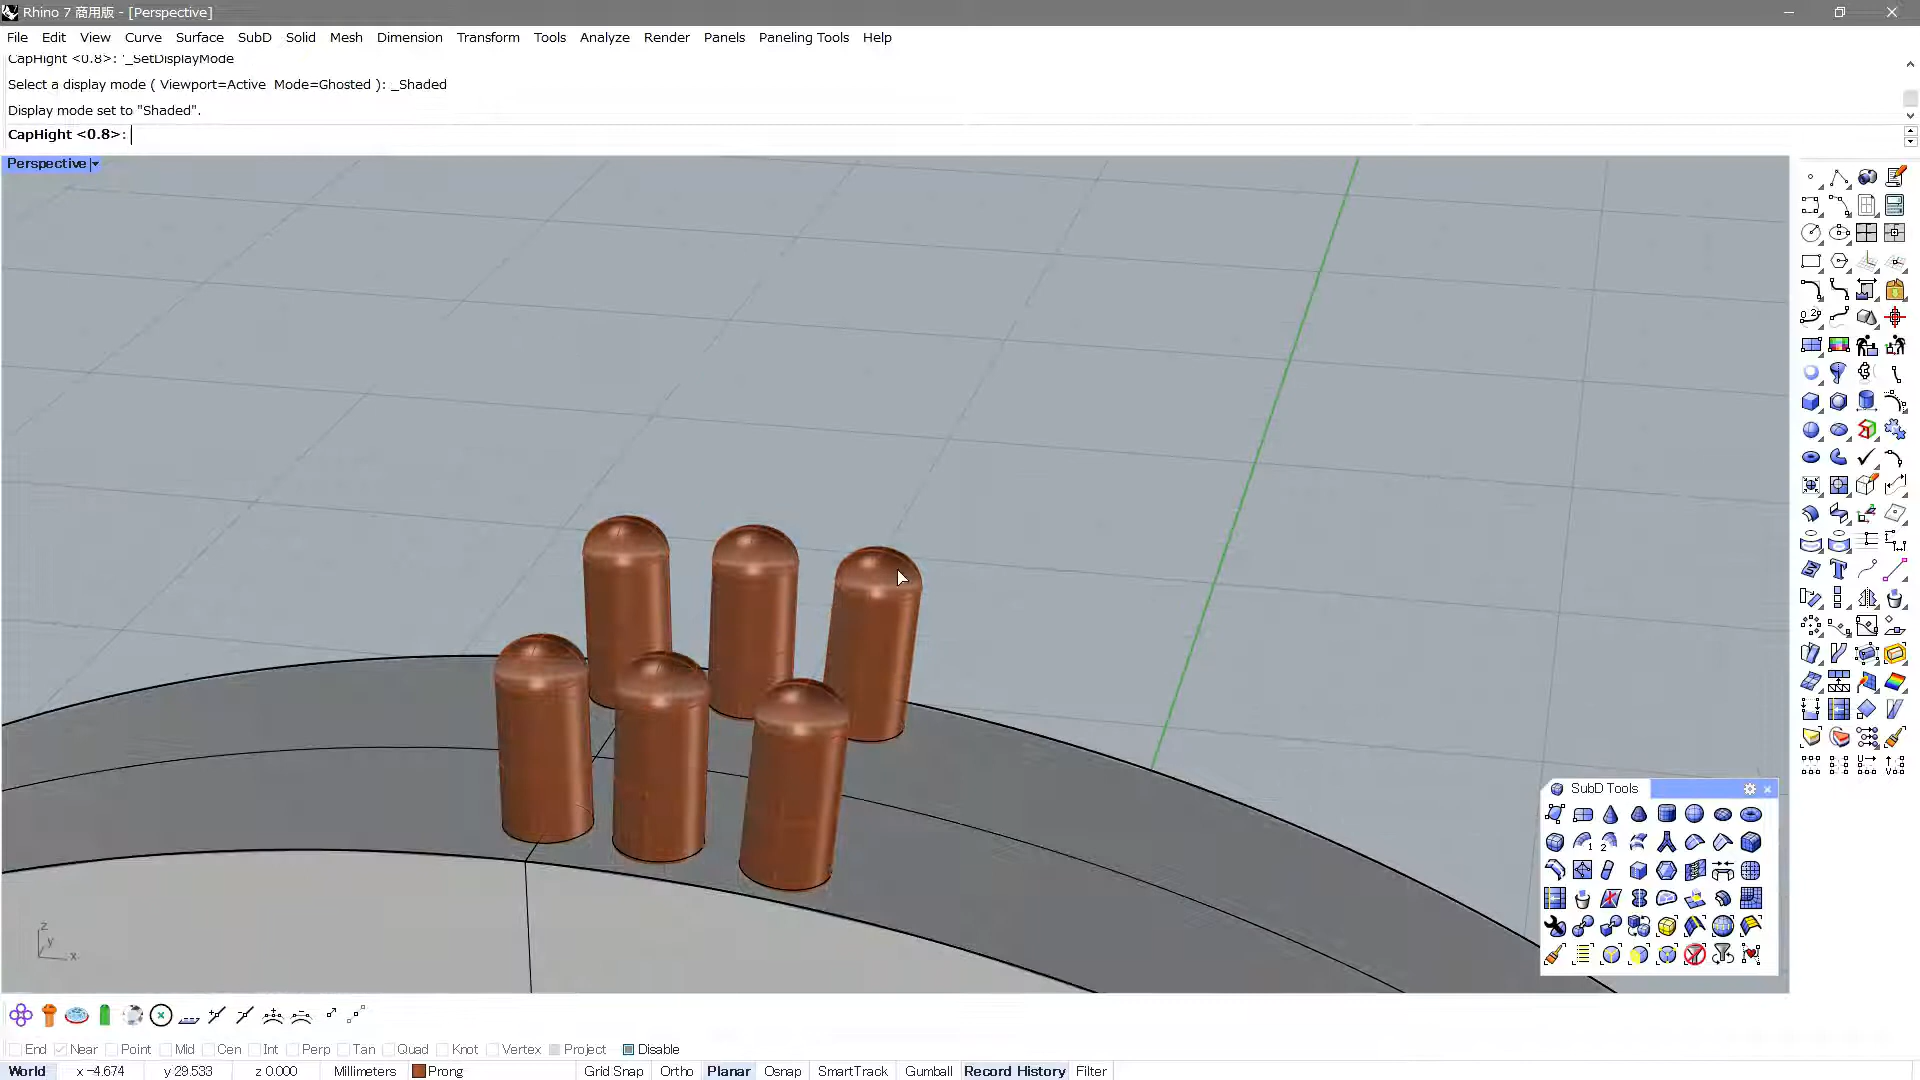 Rhino 7 商用版 - [Perspective]
File Edit View Curve Surface SubD Solid Mesh Dimension Transform Tools Analyze Render Panels Paneling Tools Help
CapHight <0.8>: '_SetDisplayMode
Select a display mode ( Viewport=Active Mode=Ghosted ): _Shaded
Display mode set to "Shaded".
CapHight <0.8>:
Perspective
SubD Tools
z
y
x
End Near Point Mid Cen Int Perp Tan Quad Knot Vertex Project Disable
World x -4.674 y 29.533 z 0.000 Millimeters Prong Grid Snap Ortho Planar Osnap SmartTrack Gumball Record History Filter